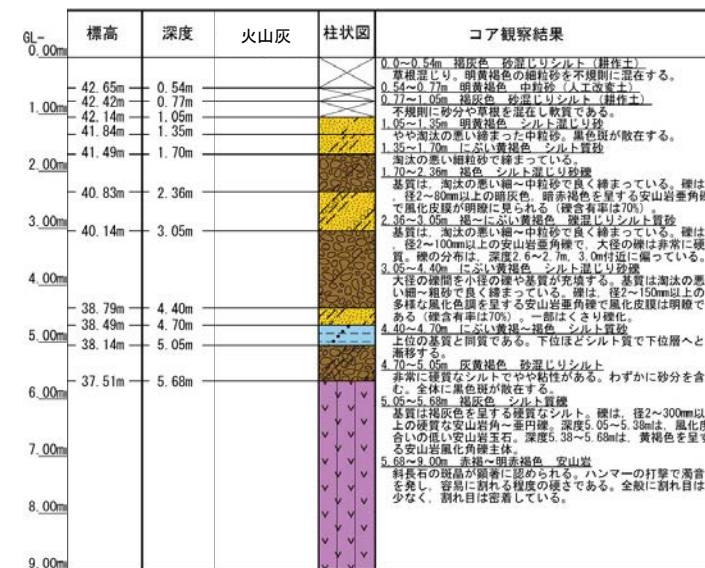 標高 深度 火山灰 柱状図 コア観察結果
GL-
0.00m
42.65m 0.54m
42.42m 0.77m
1.00m
42.14m 1.05m
41.84m 1.35m
41.49m 1.70m
2.00m
40.83m 2.36m
3.00m
40.14m 3.05m
4.00m
38.79m 4.40m
38.49m 4.70m
5.00m
38.14m 5.05m
37.51m 5.68m
6.00m
7.00m
8.00m
9.00m
0.0～0.54m 褐灰色 砂混じりシルト（耕作土）
草根混じり。明黄褐色の細粒砂を不規則に混在する。
0.54～0.77m 明黄褐色 中粒砂（人工改変土）
0.77～1.05m 褐灰色 砂混じりシルト（耕作土）
不規則に砂分や草根を混在し軟質である。
1.05～1.35m 明黄褐色 シルト混じり砂
やや淘汰の悪い締まった中粒砂。黒色斑が散在する。
1.35～1.70m にぶい黄褐色 シルト質砂
淘汰の悪い細粒砂で締まっている。
1.70～2.36m 褐色 シルト混じり砂礫
基質は，淘汰の悪い細～中粒砂で良く締まっている。礫は
，径2～80mm以上の暗灰色，暗赤褐色を呈する安山岩亜角礫
で風化皮膜が明瞭に見られる（礫含有率は70%）。
2.36～3.05m 褐～にぶい黄褐色 礫混じりシルト質砂
基質は，淘汰の悪い細～中粒砂で良く締まっている。礫は
，径2～100mm以上の安山岩亜角礫で，大径の礫は非常に硬
質。礫の分布は，深度2.6～2.7m，3.0m付近に偏っている。
3.05～4.40m にぶい黄褐色 シルト混じり砂礫
大径の礫間を小径の礫や基質が充填する。基質は淘汰の悪
い細～粗砂で良く締まっている。礫は，径2～150mm以上の
多様な風化色調を呈する安山岩亜角礫で風化皮膜は明瞭で
ある（礫含有率は70%）。一部はくさり礫化。
4.40～4.70m にぶい黄褐～褐色 シルト質砂
上位の基質と同質である。下位ほどシルト質で下位層へと
漸移する。
4.70～5.05m 灰黄褐色 砂混じりシルト
非常に硬質なシルトでやや粘性がある。わずかに砂分を含
む。全体に黒色斑が散在する。
5.05～5.68m 褐灰色 シルト質礫
基質は褐灰色を呈する硬質なシルト。礫は，径2～300mm以
上の硬質な安山岩角～亜円礫。深度5.05～5.38mは，風化度
合いの低い安山岩玉石。深度5.38～5.68mは，黄褐色を呈す
る安山岩風化角礫主体。
5.68～9.00m 赤褐～明赤褐色 安山岩
斜長石の斑晶が顕著に認められる。ハンマーの打撃で濁音
を発し，容易に割れる程度の硬さである。全般に割れ目は
少なく，割れ目は密着している。